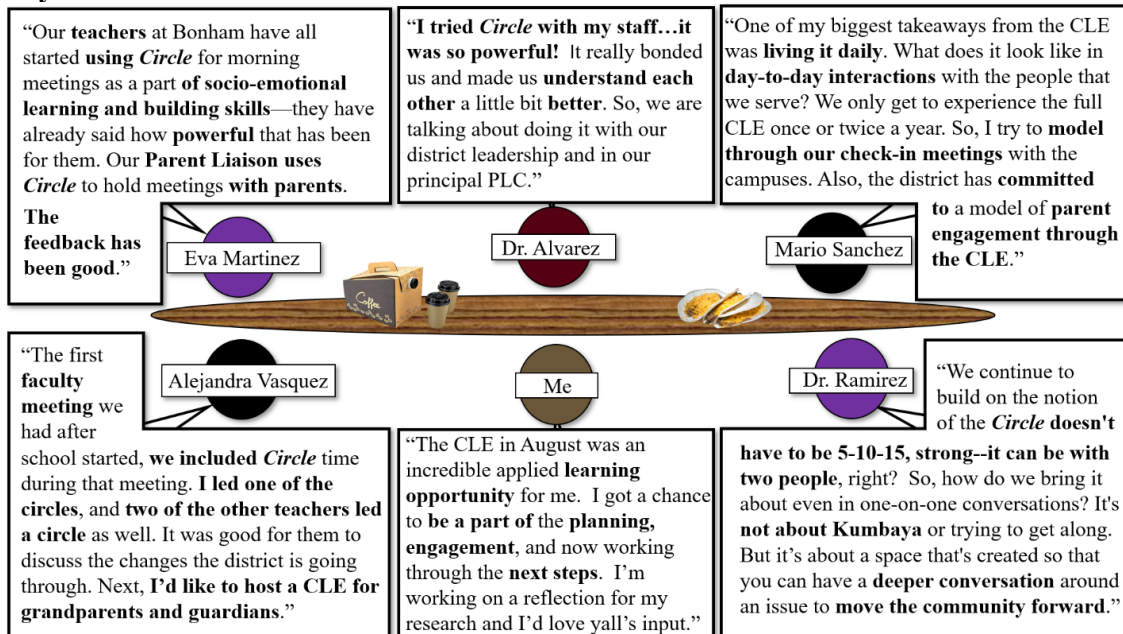 “Our teachers at Bonham have all
started using Circle for morning
meetings as a part of socio-emotional
learning and building skills—they have
already said how powerful that has been
for them. Our Parent Liaison uses
Circle to hold meetings with parents.
The
feedback has
been good.”
Eva Martinez
“I tried Circle with my staff…it
was so powerful! It really bonded
us and made us understand each
other a little bit better. So, we are
talking about doing it with our
district leadership and in our
principal PLC.”
Dr. Alvarez
“One of my biggest takeaways from the CLE
was living it daily. What does it look like in
day-to-day interactions with the people that
we serve? We only get to experience the full
CLE once or twice a year. So, I try to model
through our check-in meetings with the
campuses. Also, the district has committed
to a model of parent
engagement through
the CLE.”
Mario Sanchez
Coffee
“The first
faculty
meeting we
had after
school started, we included Circle time
during that meeting. I led one of the
circles, and two of the other teachers led
a circle as well. It was good for them to
discuss the changes the district is going
through. Next, I’d like to host a CLE for
grandparents and guardians.”
Alejandra Vasquez
Me
“The CLE in August was an
incredible applied learning
opportunity for me. I got a chance
to be a part of the planning,
engagement, and now working
through the next steps. I’m
working on a reflection for my
research and I’d love yall’s input.”
Dr. Ramirez
“We continue to
build on the notion
of the Circle doesn't
have to be 5-10-15, strong--it can be with
two people, right? So, how do we bring it
about even in one-on-one conversations? It's
not about Kumbaya or trying to get along.
But it’s about a space that's created so that
you can have a deeper conversation around
an issue to move the community forward.”